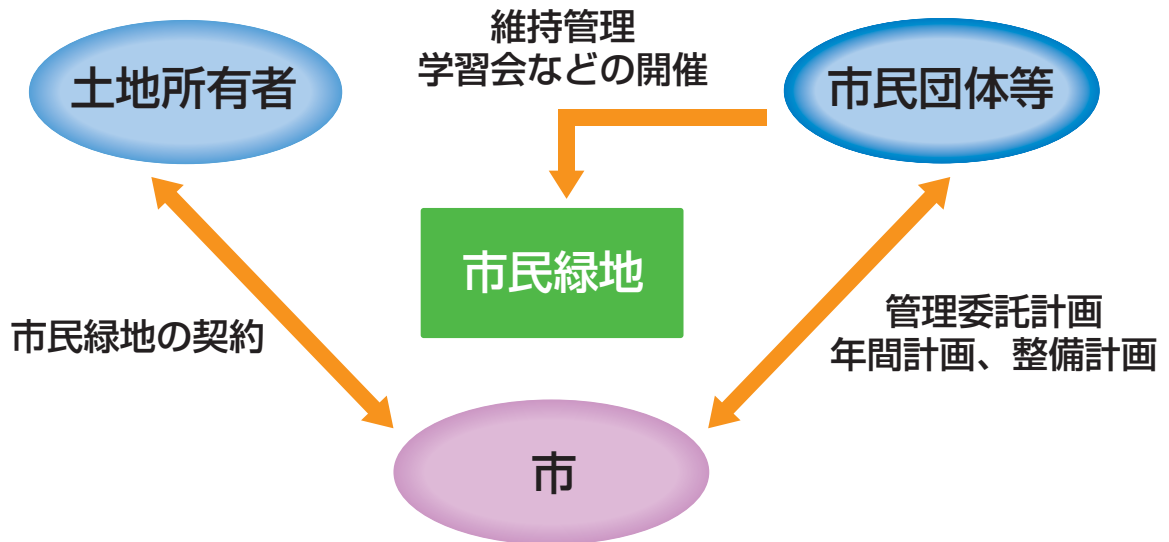 土地所有者
維持管理
学習会などの開催
市民団体等
市民緑地
市民緑地の契約
管理委託計画
年間計画、整備計画
市